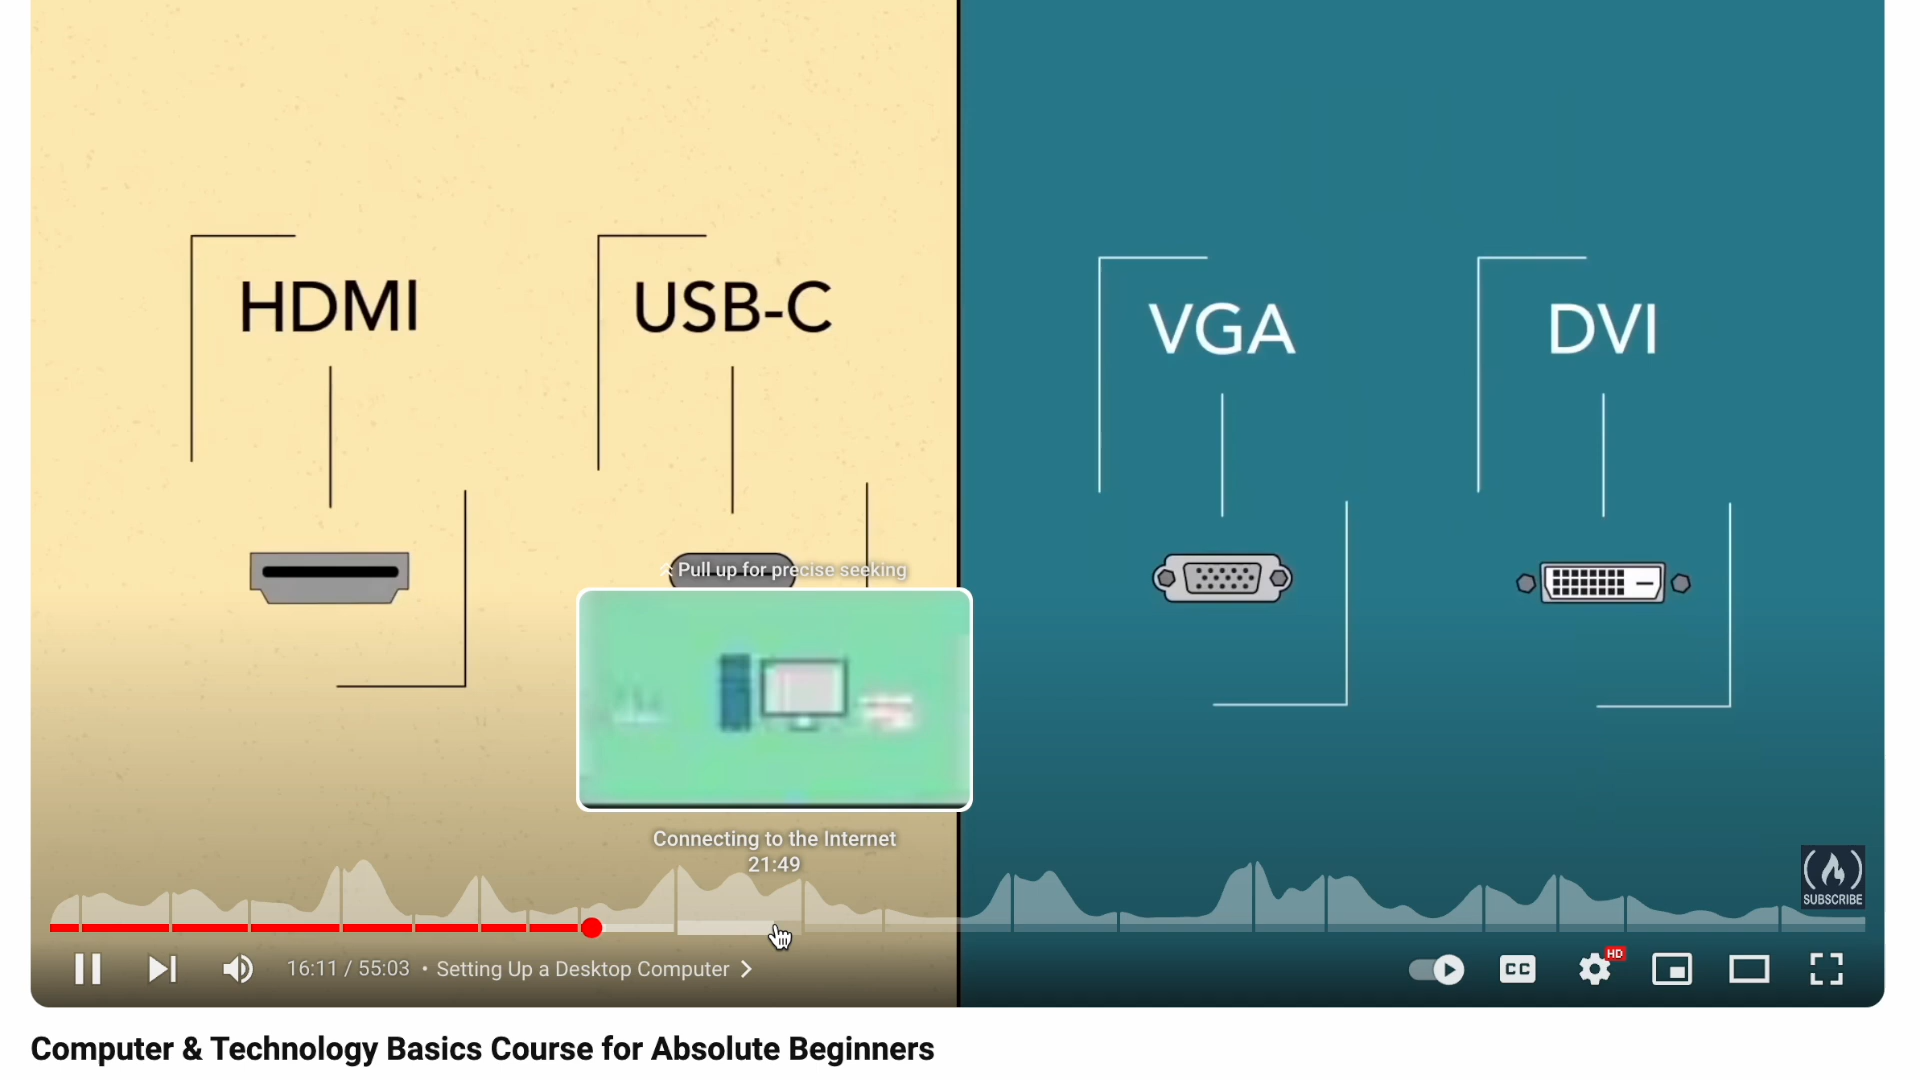 HDMI
USB-C
VGA
DVI
Pull up for precise seeking
Connecting to the Internet
21:49
SUBSCRIBE
16:11 / 55:03 • Setting Up a Desktop Computer
CC
HD
Computer & Technology Basics Course for Absolute Beginners